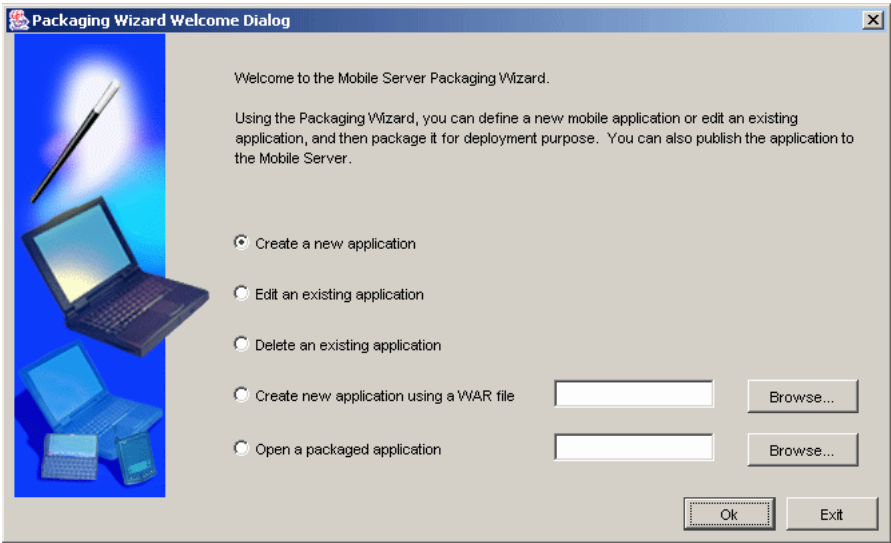 Packaging Wizard Welcome Dialog
Welcome to the Mobile Server Packaging Wizard.
Using the Packaging Wizard, you can define a new mobile application or edit an existing
application, and then package it for deployment purpose. You can also publish the application to
the Mobile Server.
Create a new application
Edit an existing application
Delete an existing application
Create new application using a WAR file
Browse...
Open a packaged application
Browse...
Ok
Exit